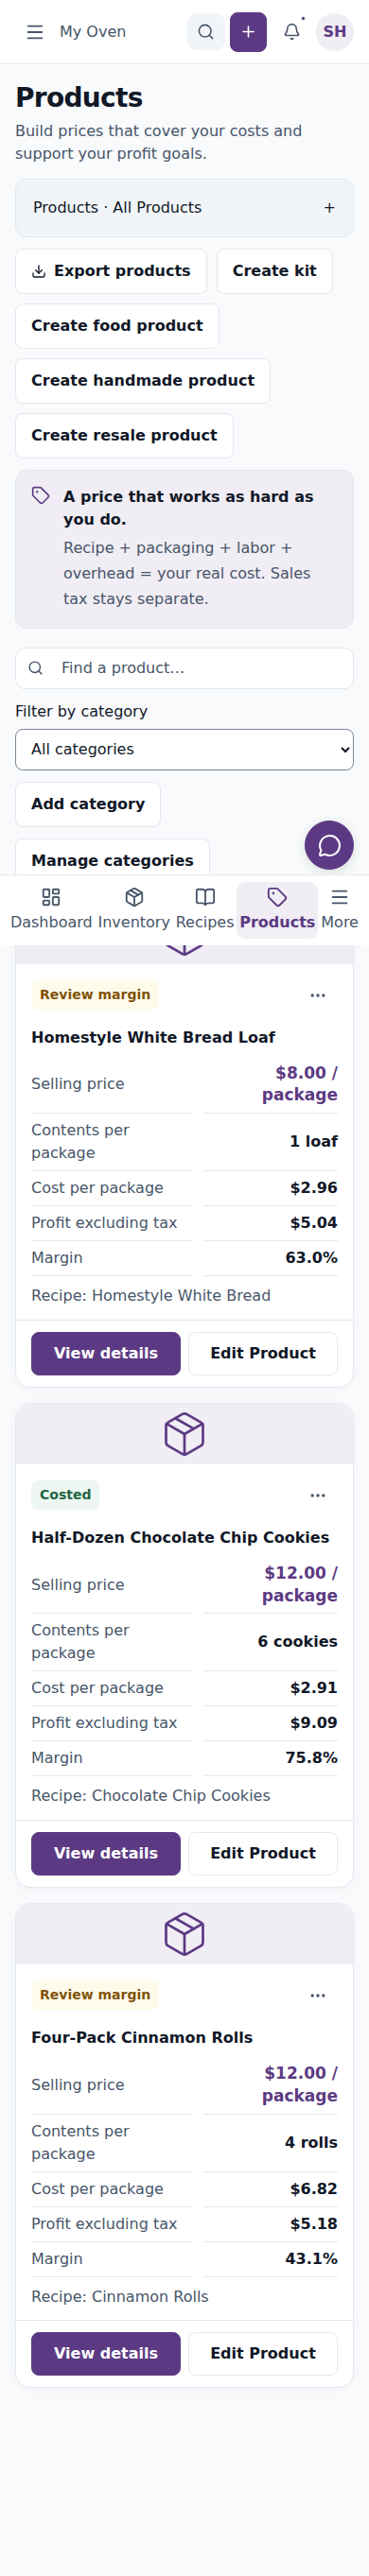 My Oven
SH
Products
Build prices that cover your costs and
support your profit goals.
Products · All Products +
Export products
Create kit
Create food product
Create handmade product
Create resale product
A price that works as hard as
you do.
Recipe + packaging + labor +
overhead = your real cost. Sales
tax stays separate.
Find a product...
Filter by category
All categories
Add category
Manage categories
Dashboard Inventory Recipes Products More
Review margin
Homestyle White Bread Loaf
Selling price $8.00 /
package
Contents per
package 1 loaf
Cost per package $2.96
Profit excluding tax $5.04
Margin 63.0%
Recipe: Homestyle White Bread
View details Edit Product
Costed
Half-Dozen Chocolate Chip Cookies
Selling price $12.00 /
package
Contents per
package 6 cookies
Cost per package $2.91
Profit excluding tax $9.09
Margin 75.8%
Recipe: Chocolate Chip Cookies
View details Edit Product
Review margin
Four-Pack Cinnamon Rolls
Selling price $12.00 /
package
Contents per
package 4 rolls
Cost per package $6.82
Profit excluding tax $5.18
Margin 43.1%
Recipe: Cinnamon Rolls
View details Edit Product